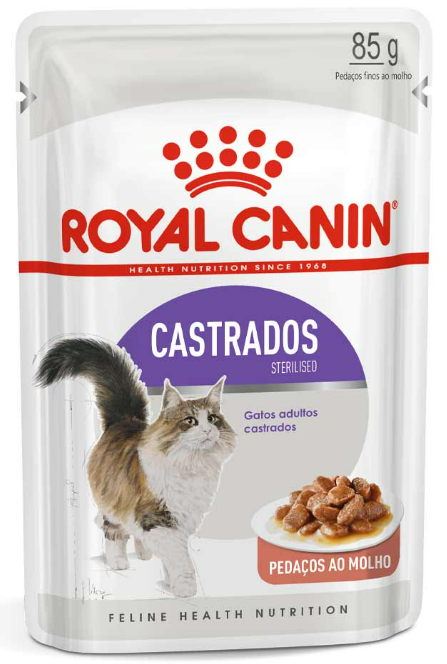 85 g
Pedaços finos ao molho
ROYAL CANIN®
HEALTH NUTRITION SINCE 1968
CASTRADOS
STERILISED
Gatos adultos
castrados
PEDAÇOS AO MOLHO
FELINE HEALTH NUTRITION